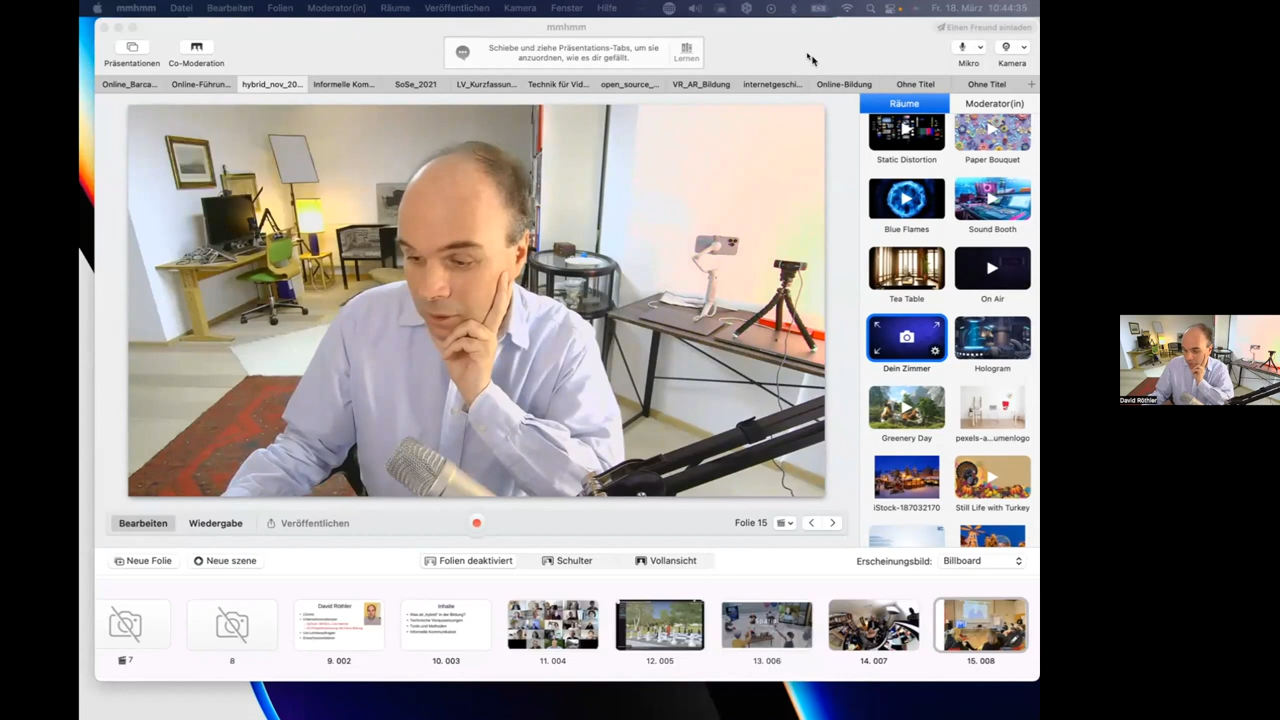 mmhmm Datei Bearbeiten Folien Moderator(in) Räume Veröffentlichen Kamera Fenster Hilfe Fr. 18. März 10:44:35
mmhmm
Einen Freund einladen
Präsentationen
Co-Moderation
Schiebe und ziehe Präsentations-Tabs, um sie
anzuordnen, wie es dir gefällt.
Lernen
Mikro
Kamera
Online_Barca... Online-Führun... hybrid_nov_20... Informelle Kom... SoSe_2021 LV_Kurzfassun... Technik für Vid... open_source_... VR_AR_Bildung internetgeschi... Online-Bildung Ohne Titel Ohne Titel +
Räume
Moderator(in)
Static Distortion
Paper Bouquet
Blue Flames
Sound Booth
Tea Table
On Air
Dein Zimmer
Hologram
Greenery Day
pexels-a...umenlogo
iStock-187032170
Still Life with Turkey
Bearbeiten
Wiedergabe
Veröffentlichen
Folie 15
Neue Folie
Neue szene
Folien deaktiviert
Schulter
Vollansicht
Erscheinungsbild:
Billboard
David Röthler
Inhalte
7
8
9. 002
10. 003
11. 004
12. 005
13. 006
14. 007
15. 008
David Röthler